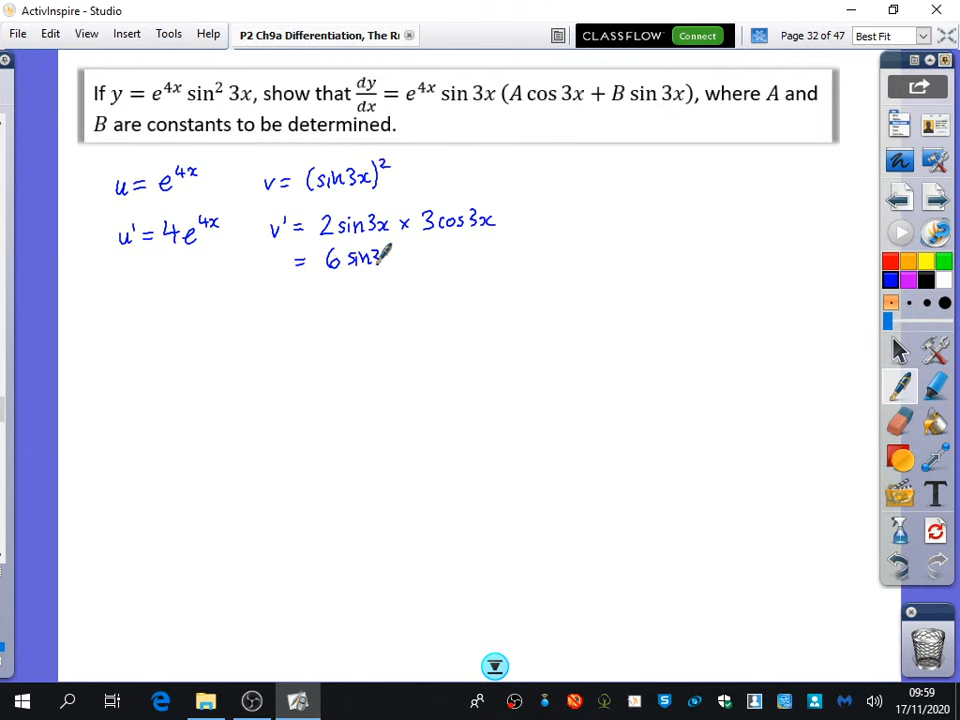 ActivInspire - Studio
File Edit View Insert Tools Help
P2 Ch9a Differentiation, The Rı
CLASSFLOW Connect
Page 32 of 47
Best Fit
If y = e^{4x} sin² 3x, show that dy/dx = e^{4x} sin 3x (A cos 3x + B sin 3x), where A and
B are constants to be determined.
u = e^{4x} v = (sin3x)²
u' = 4e^{4x} v' = 2sin3x × 3cos3x
= 6 sin3
T
09:59
17/11/2020